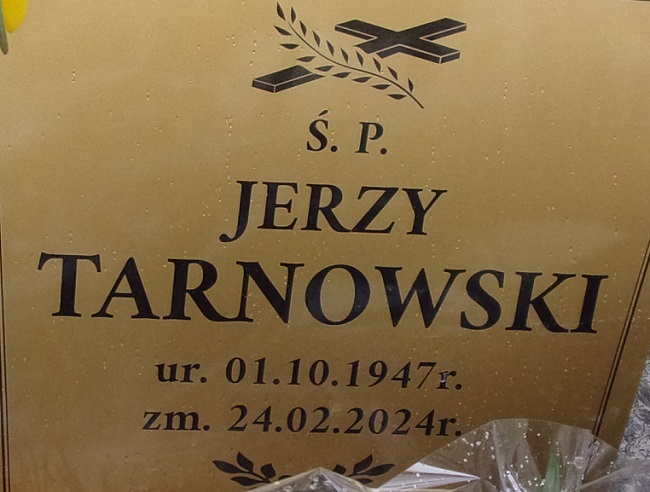 Ś. P.
JERZY
TARNOWSKI
ur. 01.10.1947r.
zm. 24.02.2024r.